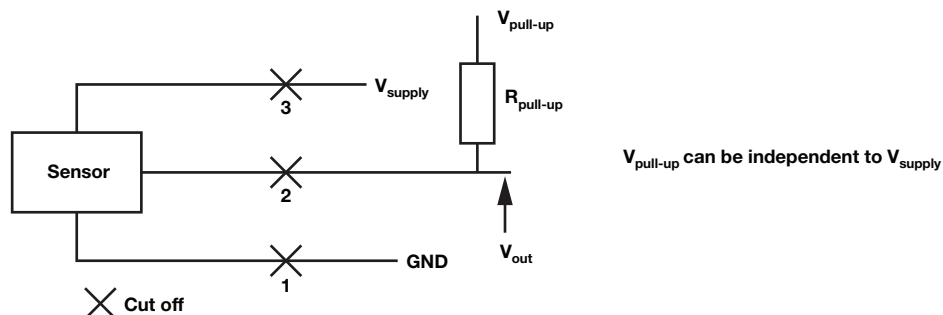 V_pull-up
V_supply
3
R_pull-up
Sensor
V_pull-up can be independent to V_supply
2
V_out
GND
1
Cut off